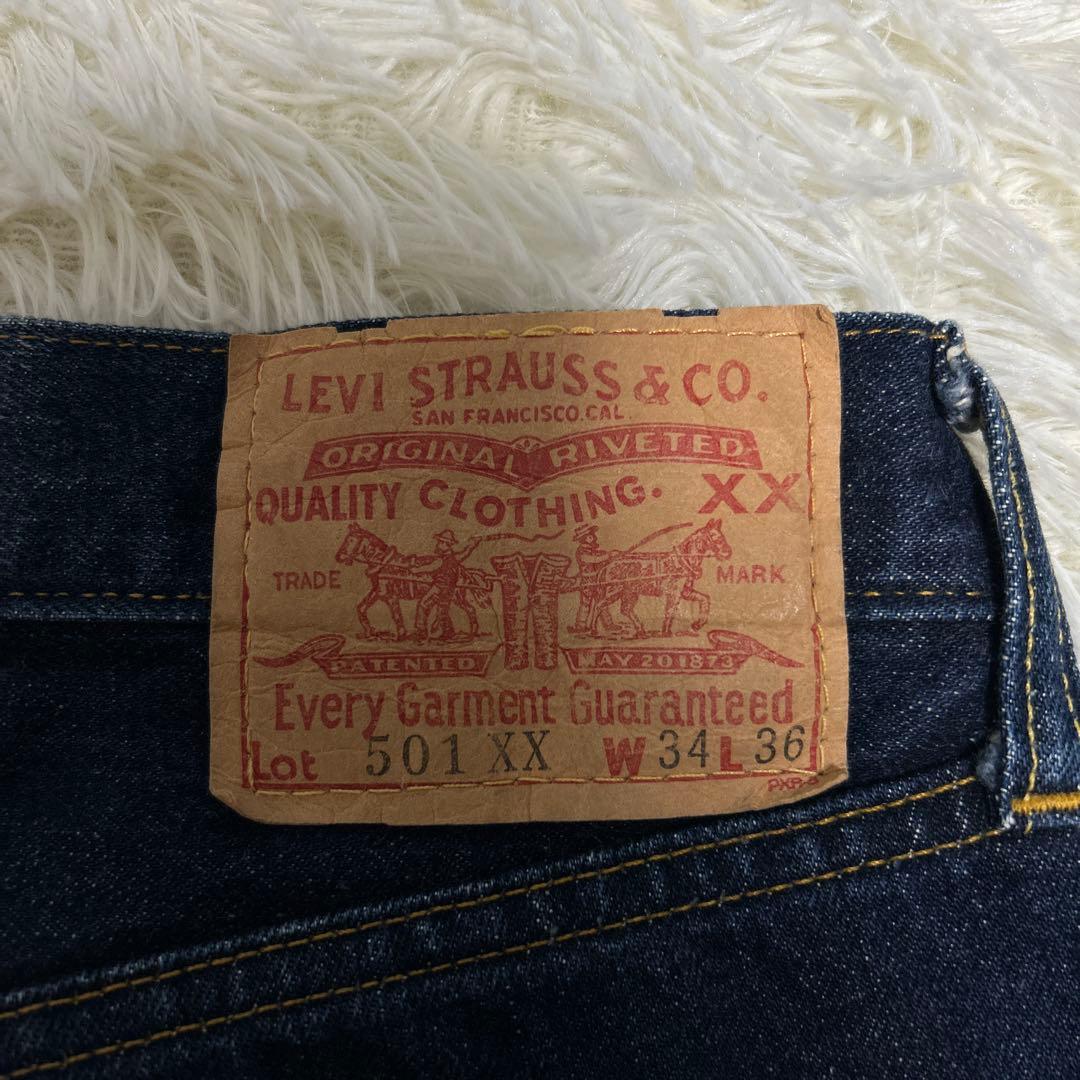 LEVI STRAUSS & CO.
SAN FRANCISCO. CAL.
ORIGINAL RIVETED
QUALITY CLOTHING. XX
TRADE MARK
PATENTED MAY 20 1873
Every Garment Guaranteed
Lot 501 XX W 34 L 36